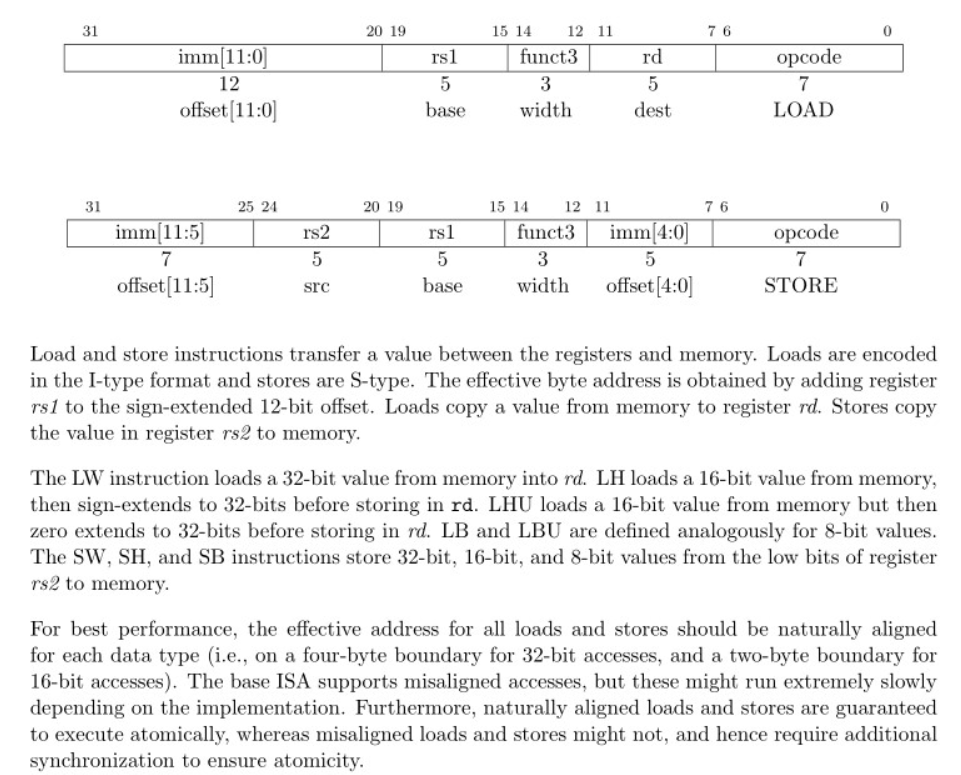 31 20 19 15 14 12 11 7 6 0
imm[11:0] rs1 funct3 rd opcode
12 5 3 5 7
offset[11:0] base width dest LOAD
31 25 24 20 19 15 14 12 11 7 6 0
imm[11:5] rs2 rs1 funct3 imm[4:0] opcode
7 5 5 3 5 7
offset[11:5] src base width offset[4:0] STORE
Load and store instructions transfer a value between the registers and memory. Loads are encoded
in the I-type format and stores are S-type. The effective byte address is obtained by adding register
rs1 to the sign-extended 12-bit offset. Loads copy a value from memory to register rd. Stores copy
the value in register rs2 to memory.
The LW instruction loads a 32-bit value from memory into rd. LH loads a 16-bit value from memory,
then sign-extends to 32-bits before storing in rd. LHU loads a 16-bit value from memory but then
zero extends to 32-bits before storing in rd. LB and LBU are defined analogously for 8-bit values.
The SW, SH, and SB instructions store 32-bit, 16-bit, and 8-bit values from the low bits of register
rs2 to memory.
For best performance, the effective address for all loads and stores should be naturally aligned
for each data type (i.e., on a four-byte boundary for 32-bit accesses, and a two-byte boundary for
16-bit accesses). The base ISA supports misaligned accesses, but these might run extremely slowly
depending on the implementation. Furthermore, naturally aligned loads and stores are guaranteed
to execute atomically, whereas misaligned loads and stores might not, and hence require additional
synchronization to ensure atomicity.